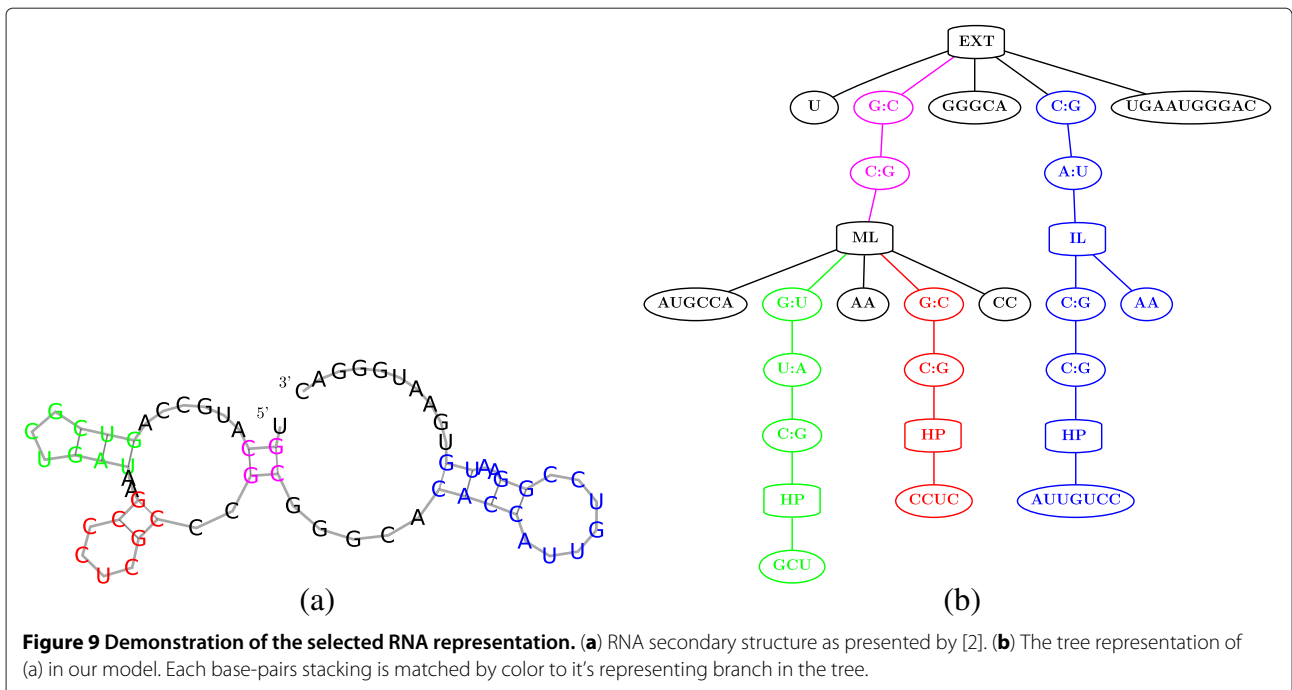 EXT
U G:C GGGCA C:G UGAAUGGGAC
C:G A:U
ML IL
AUGCCA G:U AA G:C CC C:G AA
U:A C:G C:G
C:G HP HP
HP CCUC AUUGUCC
GCU
3'
5'
U
G
C
G
G
G
C
A
C
A
C
C
A
U
U
G
U
C
C
G
G
A
A
U
G
U
G
A
A
U
G
G
G
A
C
C
A
U
G
C
C
A
G
U
C
G
C
U
G
A
U
A
A
G
C
C
C
U
C
G
C
C
C
G
(a) (b)
Figure 9 Demonstration of the selected RNA representation. (a) RNA secondary structure as presented by [2]. (b) The tree representation of
(a) in our model. Each base-pairs stacking is matched by color to it's representing branch in the tree.